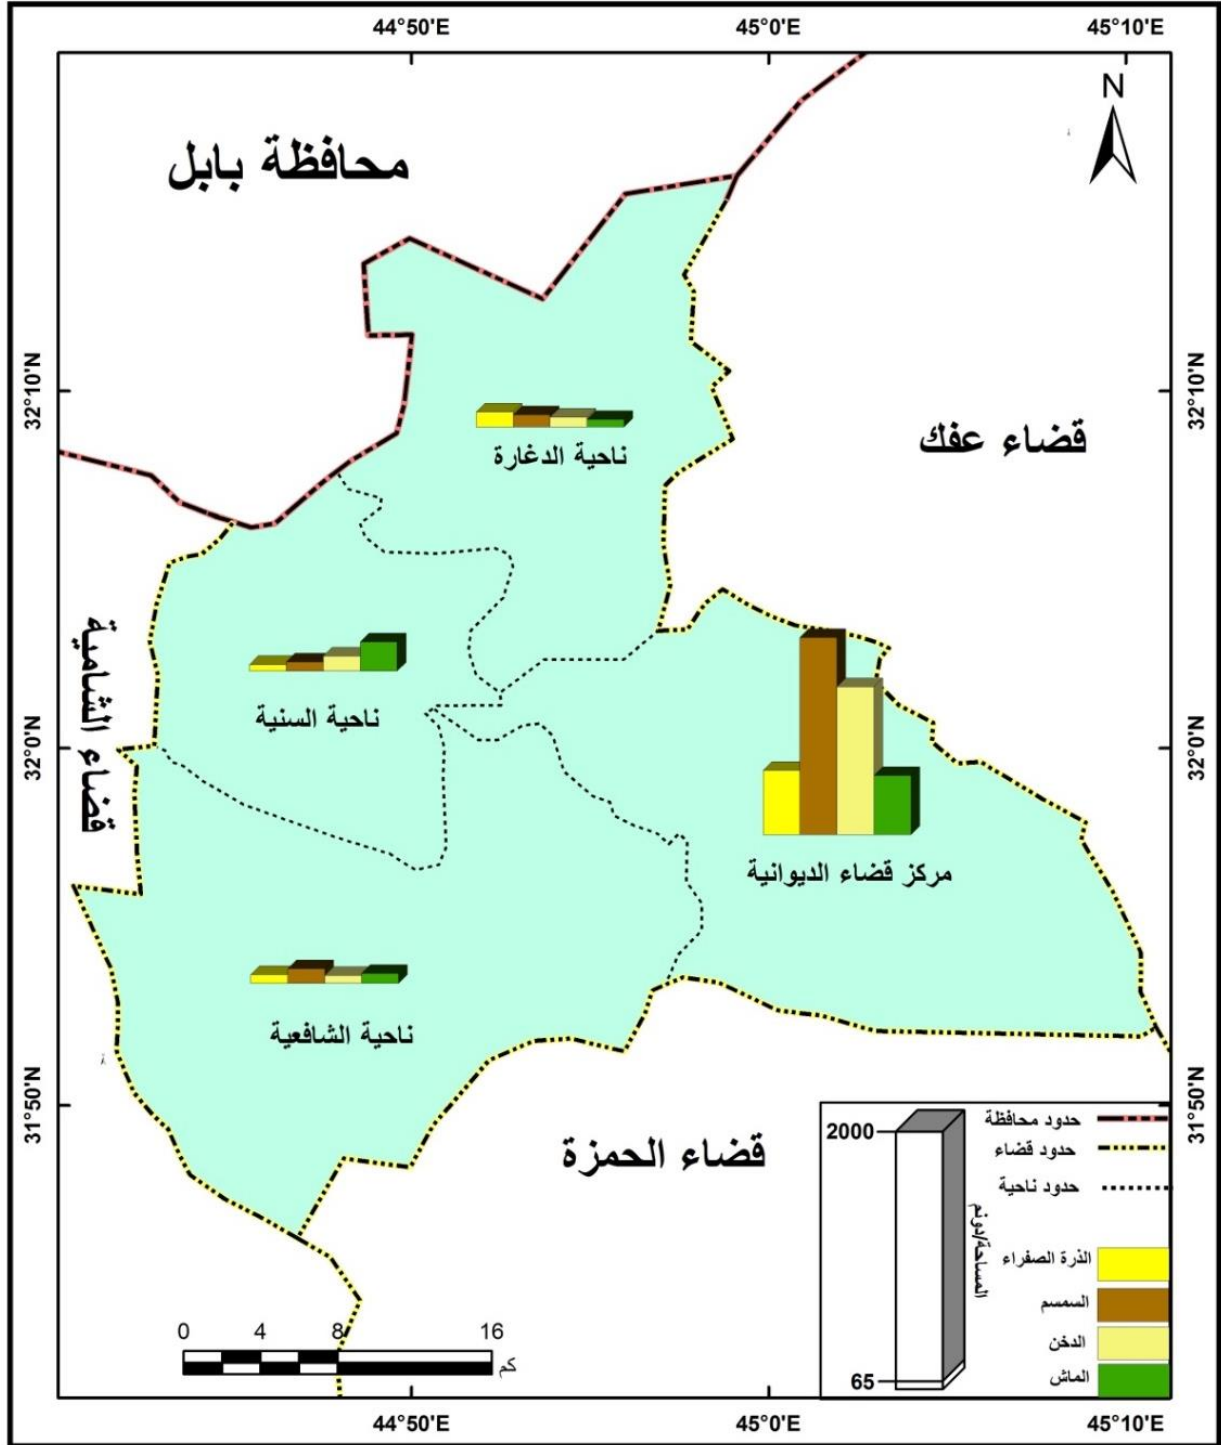 44°50'E 45°0'E 45°10'E
N
محافظة بابل
32°10'N 32°10'N
قضاء عفك
ناحية الدغارة
قضاء الشامية
ناحية السنية
32°0'N 32°0'N
مركز قضاء الديوانية
ناحية الشافعية
31°50'N 31°50'N
قضاء الحمزة
حدود محافظة
حدود قضاء
حدود ناحية
2000
المساحة/دونم
65
الذرة الصفراء
السمسم
الدخن
الماش
0 4 8 16
كم
44°50'E 45°0'E 45°10'E